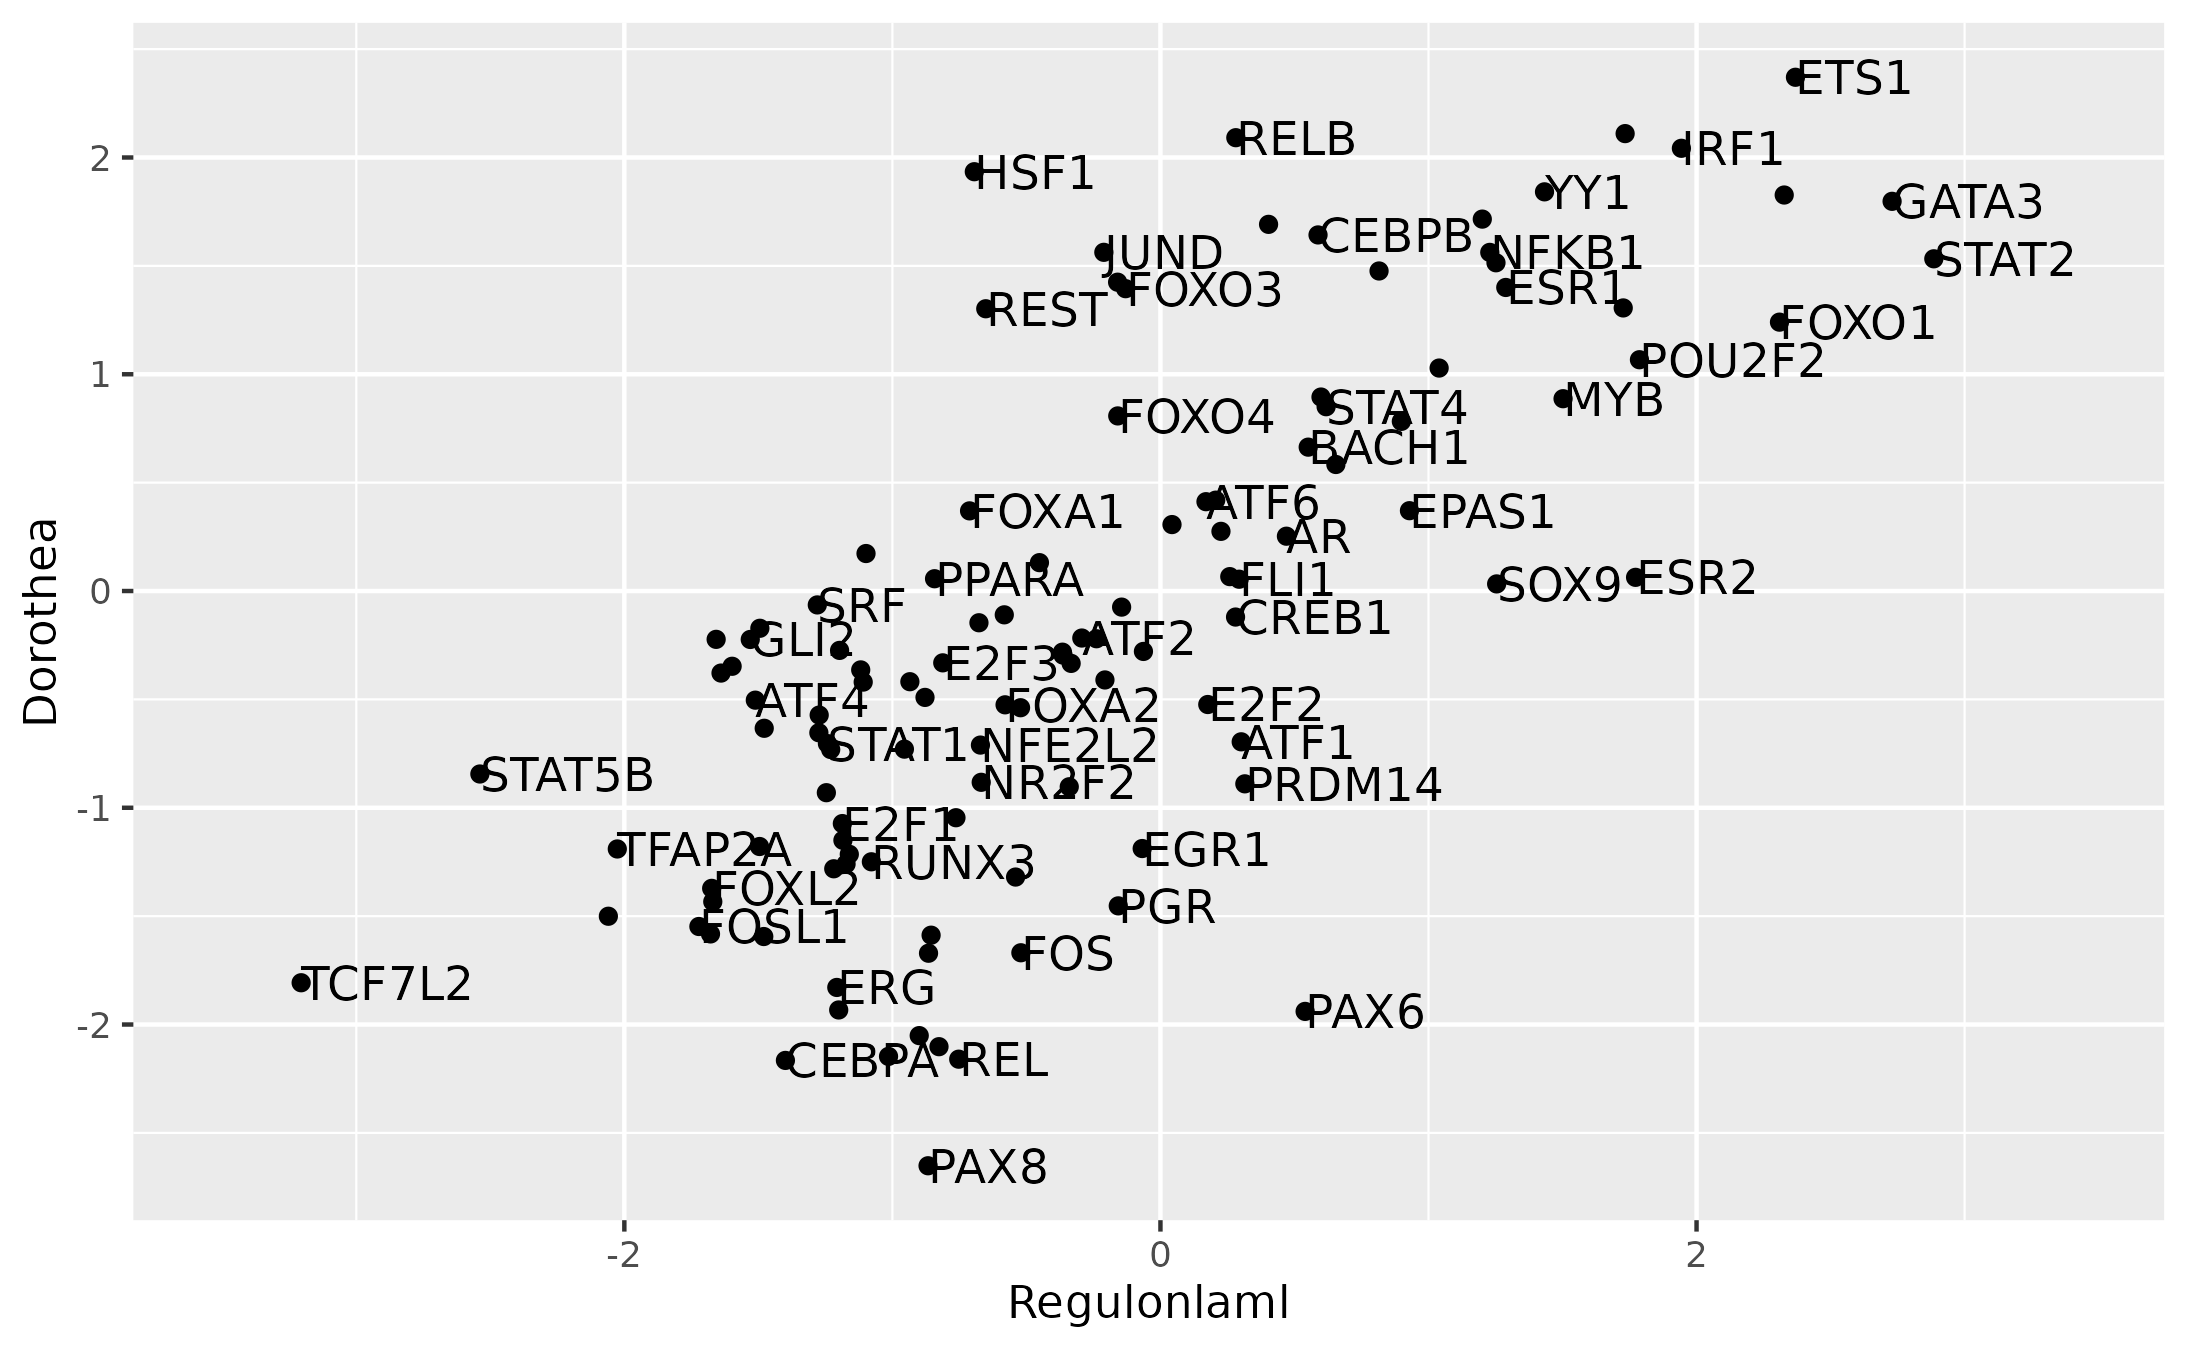 ETS1
RELB
IRF1
HSF1
2
YY1
GATA3
CEBPB
JUND
NFKB1
STAT2
FOXO3
ESR1
REST
FOXO1
POU2F2
1
MYB
STAT4
FOXO4
BACH1
ATF6
FOXA1
EPAS1
AR
PPARA
FLI1
SOX9
ESR2
0
SRF
CREB1
GLI2
ATF2
E2F3
ATF4
FOXA2
E2F2
STAT1
NFE2L2
ATF1
STAT5B
NR2F2
PRDM14
-1
E2F1
TFAP2A
RUNX3
EGR1
FOXL2
PGR
FOSL1
FOS
TCF7L2
ERG
PAX6
-2
CEBPA
REL
PAX8
Dorothea
-2
0
2
Regulonlaml